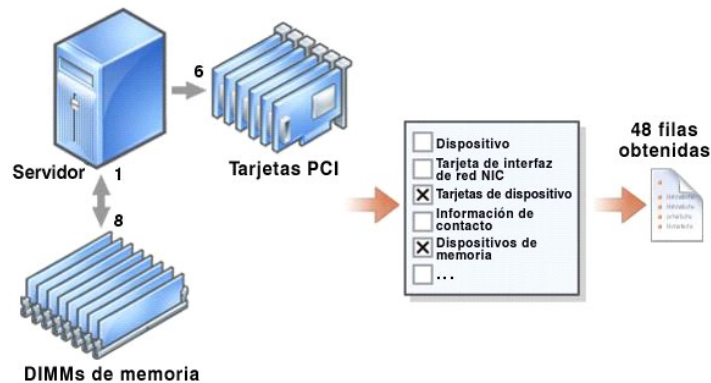 6
Servidor
1
Tarjetas PCI
8
DIMMs de memoria
Dispositivo
Tarjeta de interfaz
de red NIC
Tarjetas de dispositivo
Información de
contacto
Dispositivos de
memoria
...
48 filas
obtenidas